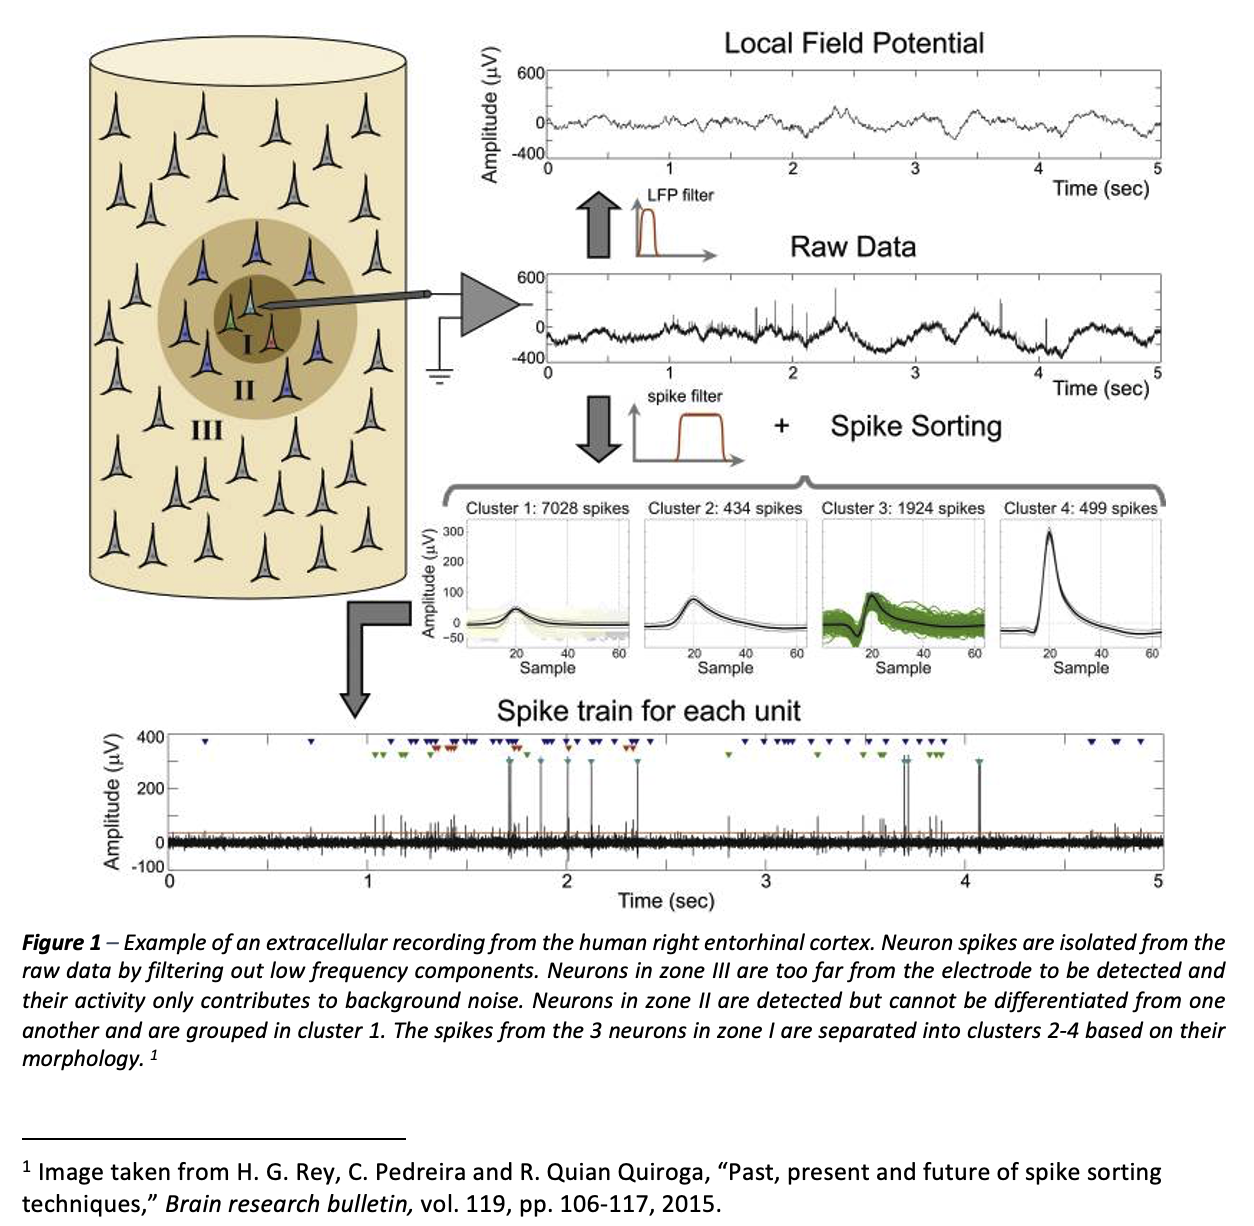 Local Field Potential
Amplitude (µV)
600
0
-400
0 1 2 3 4 5
Time (sec)
LFP filter
Raw Data
600
0
-400
0 1 2 3 4 5
Time (sec)
I
II
III
spike filter
+ Spike Sorting
Cluster 1: 7028 spikes Cluster 2: 434 spikes Cluster 3: 1924 spikes Cluster 4: 499 spikes
Amplitude (µV)
300
200
100
0
-50
20 40 60 20 40 60 20 40 60 20 40 60
Sample Sample Sample Sample
Spike train for each unit
Amplitude (µV)
400
200
0
-100
0 1 2 3 4 5
Time (sec)
Figure 1 – Example of an extracellular recording from the human right entorhinal cortex. Neuron spikes are isolated from the
raw data by filtering out low frequency components. Neurons in zone III are too far from the electrode to be detected and
their activity only contributes to background noise. Neurons in zone II are detected but cannot be differentiated from one
another and are grouped in cluster 1. The spikes from the 3 neurons in zone I are separated into clusters 2-4 based on their
morphology. 1
1 Image taken from H. G. Rey, C. Pedreira and R. Quian Quiroga, “Past, present and future of spike sorting
techniques,” Brain research bulletin, vol. 119, pp. 106-117, 2015.